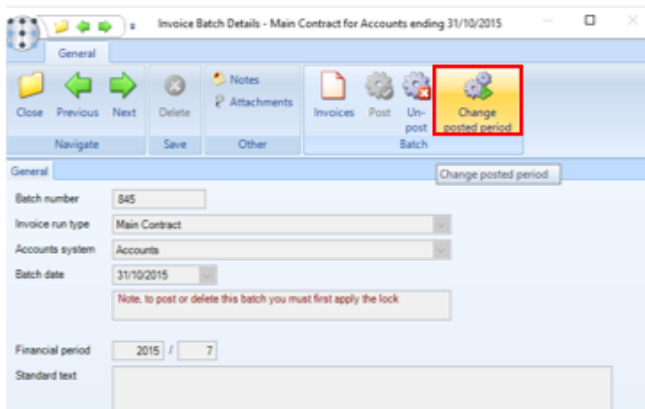 Invoice Batch Details - Main Contract for Accounts ending 31/10/2015
General
Close Previous Next Delete Notes Attachments Invoices Post Un-post Change posted period
Navigate Save Other Batch
General
Change posted period
Batch number 845
Invoice run type Main Contract
Accounts system Accounts
Batch date 31/10/2015
Note, to post or delete this batch you must first apply the lock
Financial period 2015 / 7
Standard text